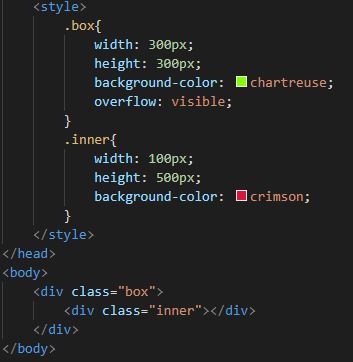 <style>
.box{
width: 300px;
height: 300px;
background-color: chartreuse;
overflow: visible;
}
.inner{
width: 100px;
height: 500px;
background-color: crimson;
}
</style>
</head>
<body>
<div class="box">
<div class="inner"></div>
</div>
</body>